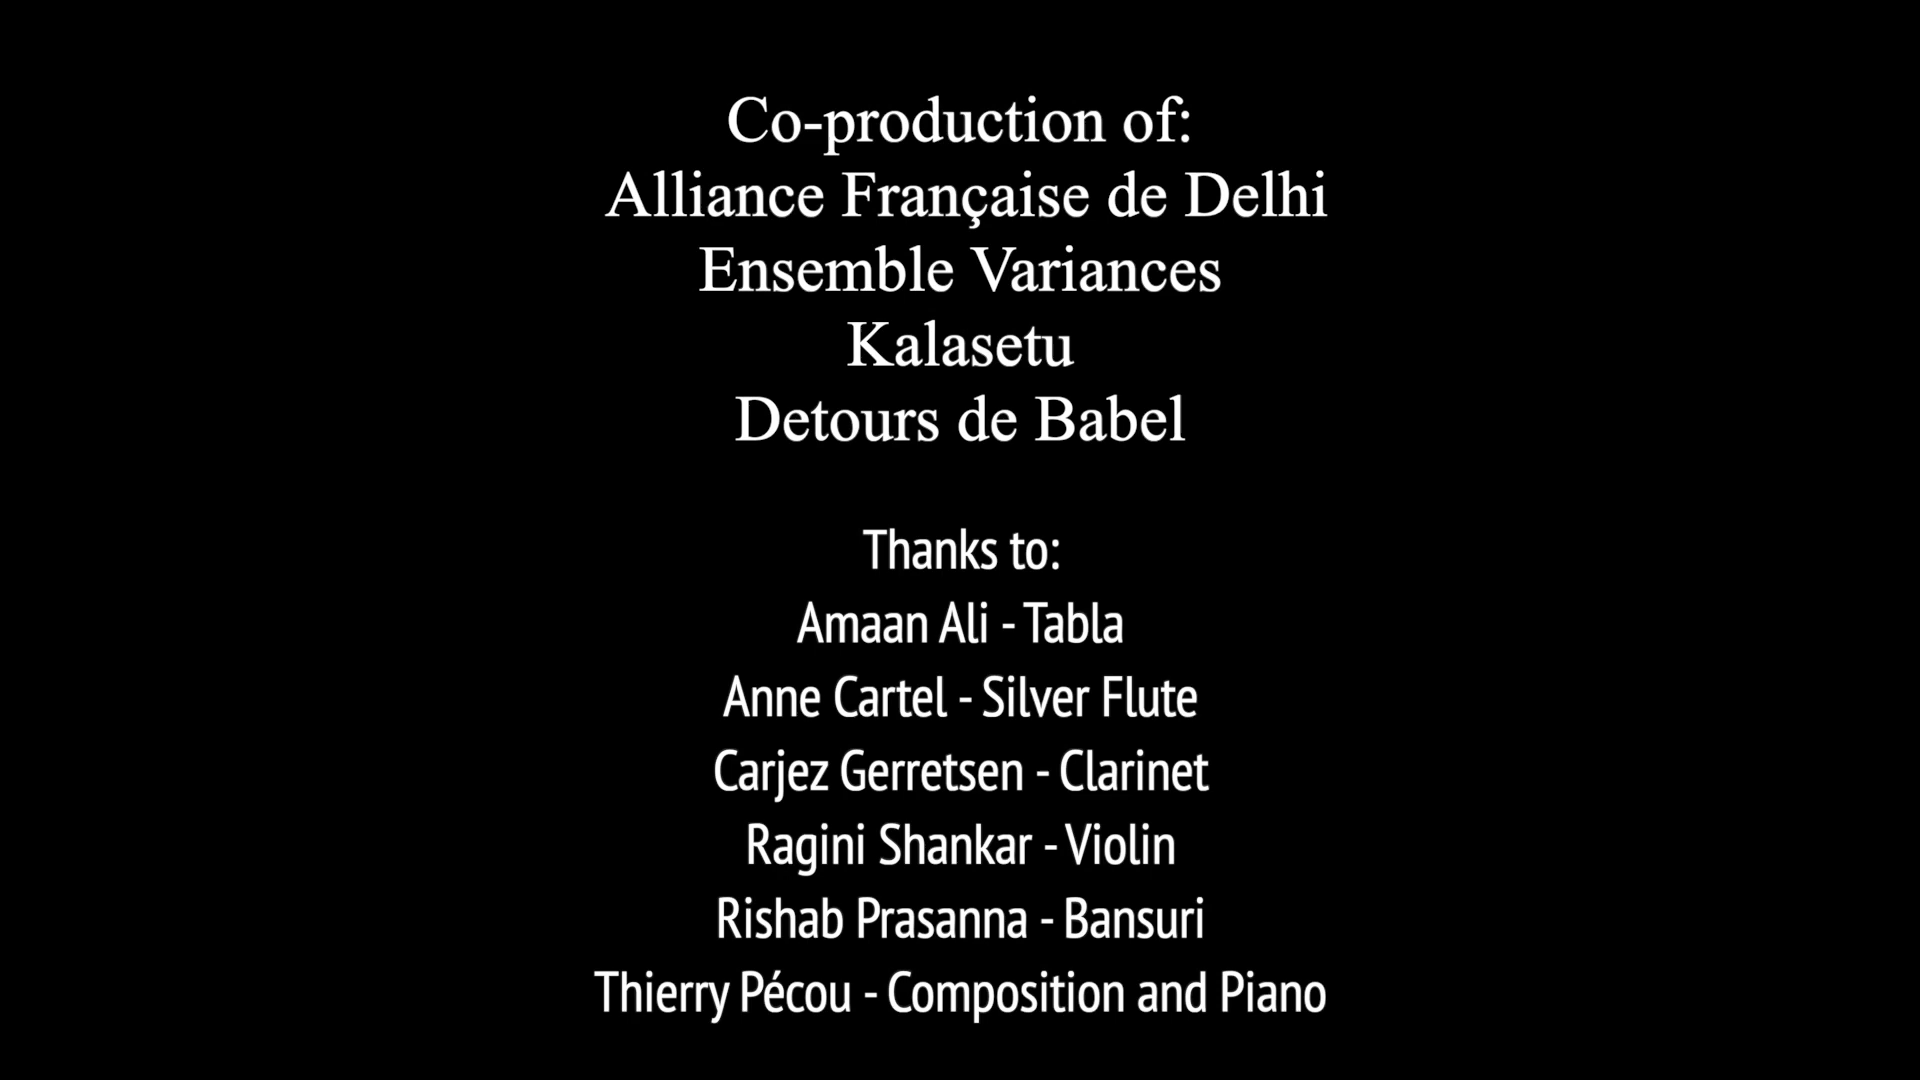 Co-production of:
Alliance Française de Delhi
Ensemble Variances
Kalasetu
Detours de Babel
Thanks to:
Amaan Ali - Tabla
Anne Cartel - Silver Flute
Carjez Gerretsen - Clarinet
Ragini Shankar - Violin
Rishab Prasanna - Bansuri
Thierry Pécou - Composition and Piano